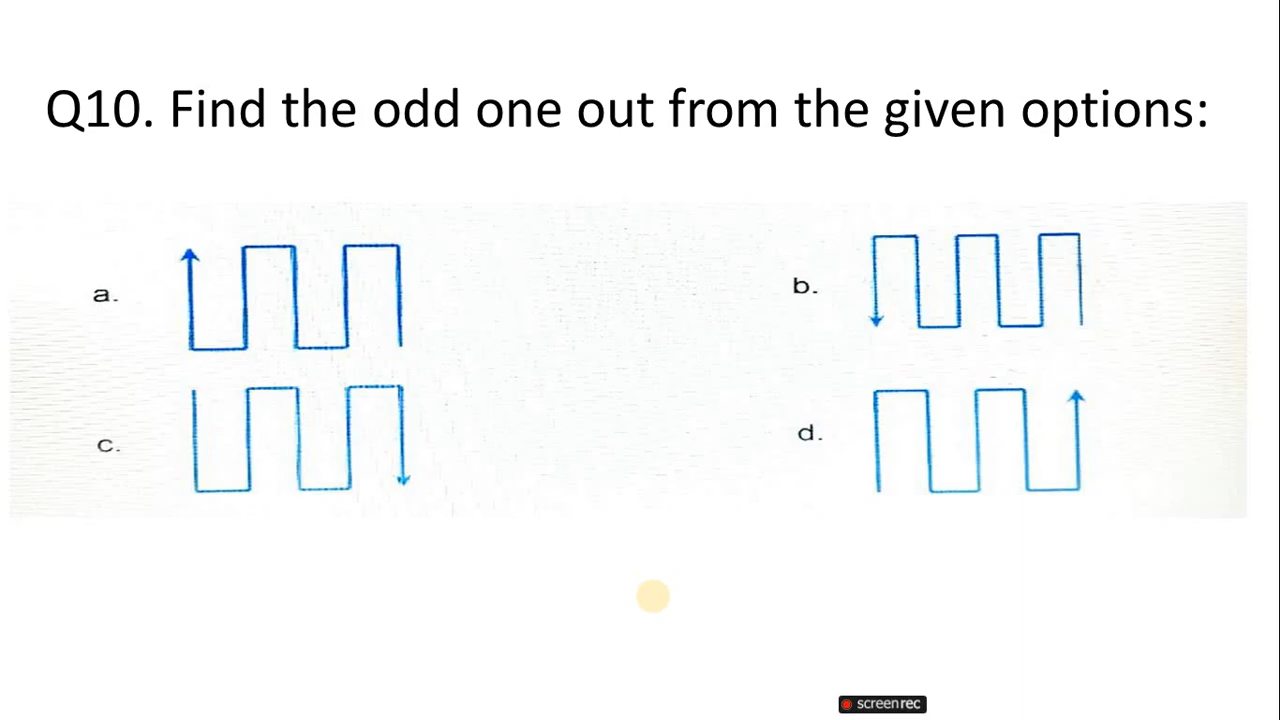 Q10. Find the odd one out from the given options:
a.
b.
c.
d.
screenrec